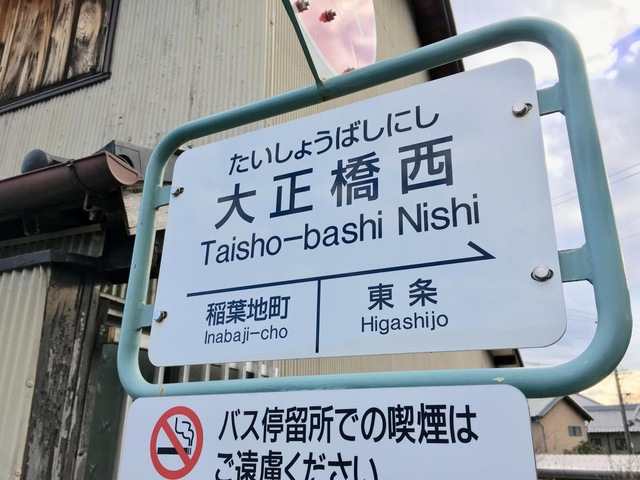 たいしょうばしにし
大正橋西
Taisho-bashi Nishi
稲葉地町 東条
Inabaji-cho Higashijo
バス停留所での喫煙は
ご遠慮ください